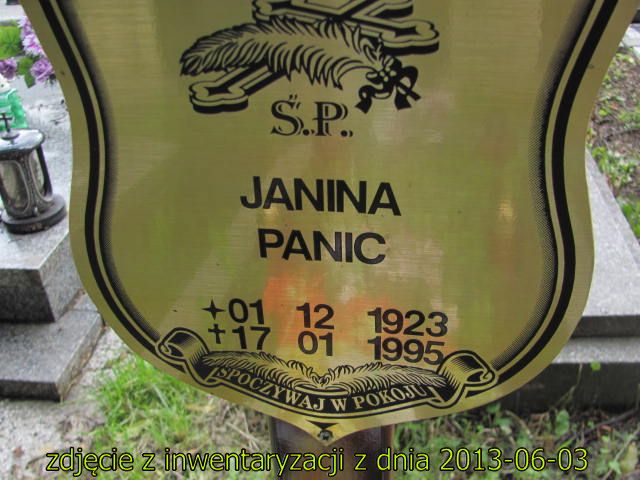 Ś.P.
JANINA
PANIC
01 12 1923
17 01 1995
SPOCZYWAJ W POKOJU
zdjęcie z inwentaryzacji z dnia 2013-06-03